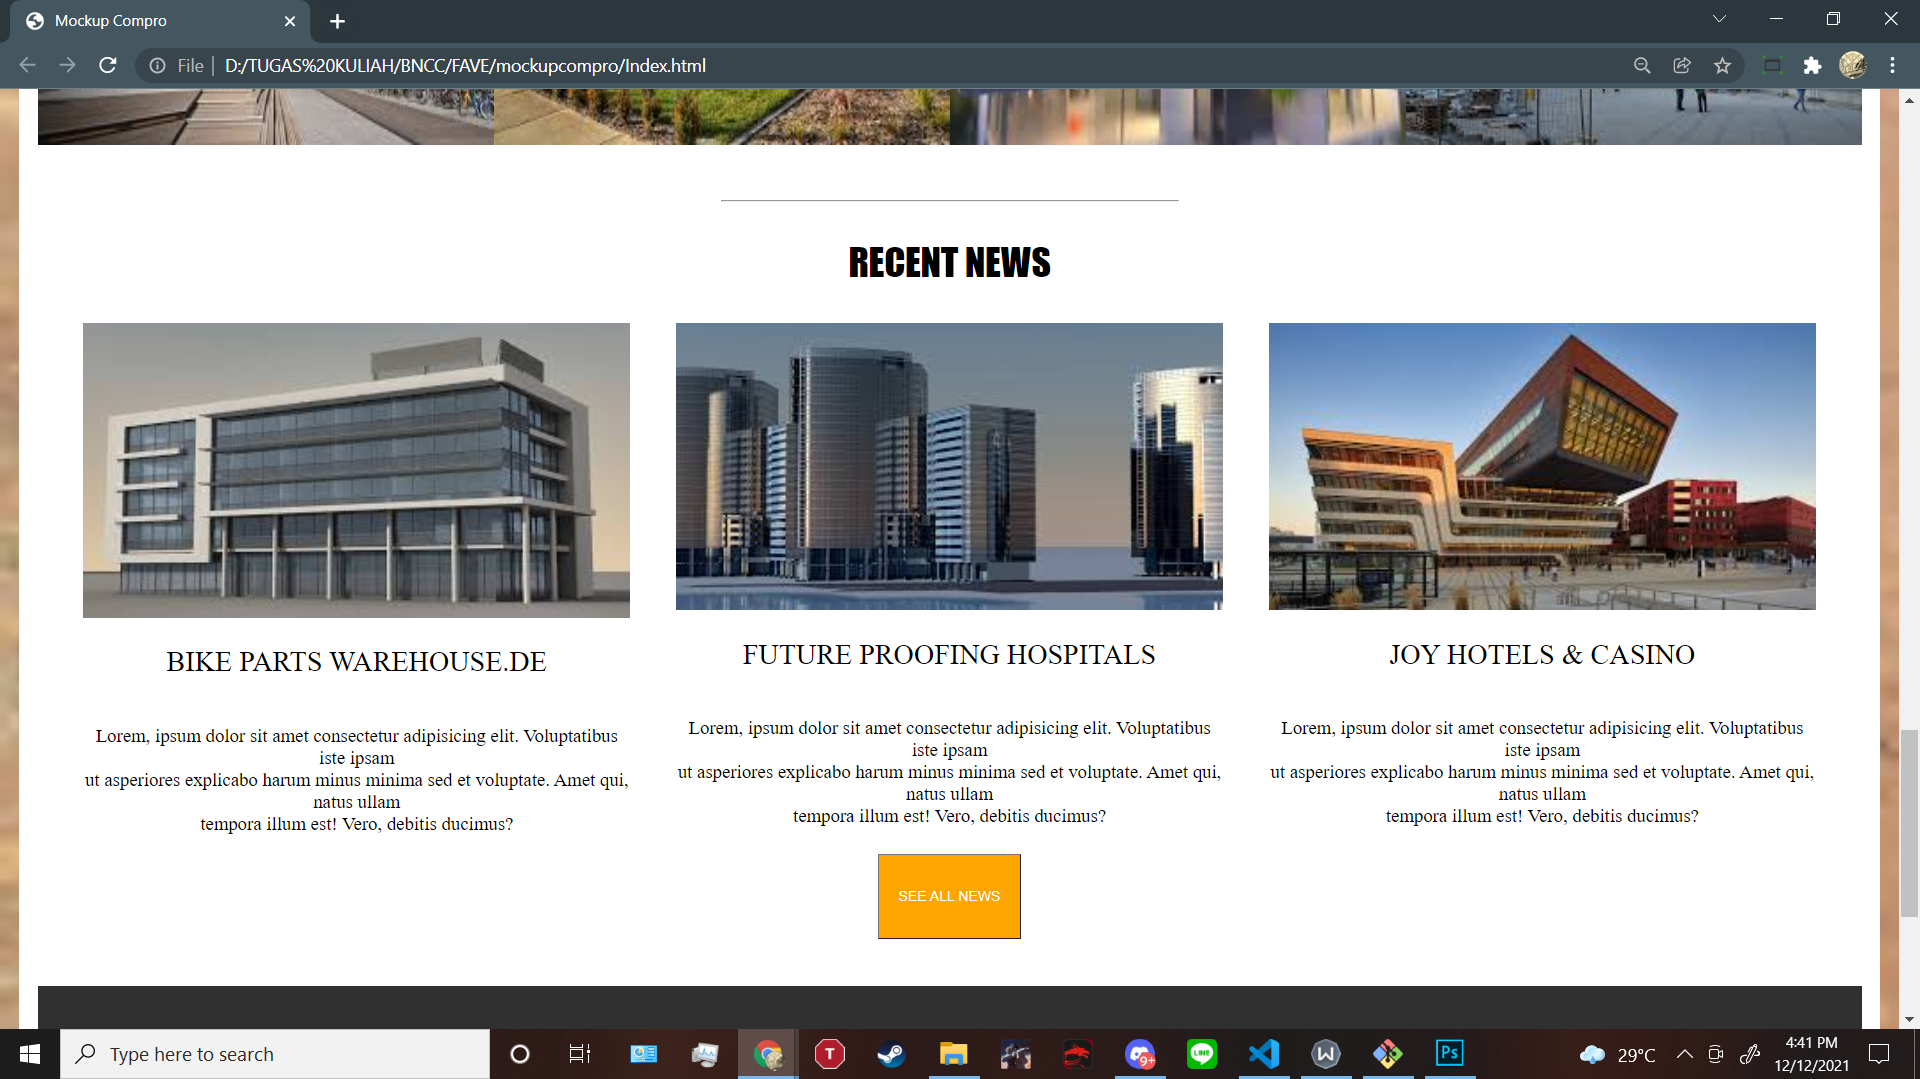 Mockup Compro
File
D:/TUGAS%20KULIAH/BNCC/FAVE/mockupcompro/Index.html
RECENT NEWS
BIKE PARTS WAREHOUSE.DE
Lorem, ipsum dolor sit amet consectetur adipisicing elit. Voluptatibus
iste ipsam
ut asperiores explicabo harum minus minima sed et voluptate. Amet qui,
natus ullam
tempora illum est! Vero, debitis ducimus?
FUTURE PROOFING HOSPITALS
Lorem, ipsum dolor sit amet consectetur adipisicing elit. Voluptatibus
iste ipsam
ut asperiores explicabo harum minus minima sed et voluptate. Amet qui,
natus ullam
tempora illum est! Vero, debitis ducimus?
JOY HOTELS & CASINO
Lorem, ipsum dolor sit amet consectetur adipisicing elit. Voluptatibus
iste ipsam
ut asperiores explicabo harum minus minima sed et voluptate. Amet qui,
natus ullam
tempora illum est! Vero, debitis ducimus?
SEE ALL NEWS
Type here to search
T
9+
LINE
W
Ps
29°C
4:41 PM
12/12/2021